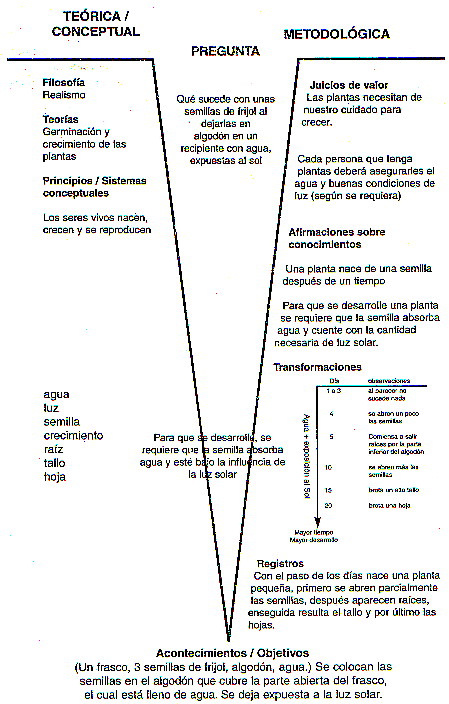 TEÓRICA /
CONCEPTUAL
PREGUNTA
METODOLÓGICA
Filosofía
Realismo
Teorías
Germinación y
crecimiento de las
plantas
Principios / Sistemas
conceptuales
Los seres vivos nacen,
crecen y se reproducen
agua
luz
semilla
crecimiento
raíz
tallo
hoja
Qué sucede con unas
semillas de frijol al
dejarlas en
algodón en un
recipiente con agua,
expuestas al sol
Para que se desarrolle, se
requiere que la semilla absorba
agua y esté bajo la influencia de
la luz solar
Juicios de valor
Las plantas necesitan de
nuestro cuidado para
crecer.
Cada persona que tenga
plantas deberá asegurarles el
agua y buenas condiciones de
luz (según se requiera)
Afirmaciones sobre
conocimientos
Una planta nace de una semilla
después de un tiempo
Para que se desarrolle una planta
se requiere que la semilla absorba
agua y cuente con la cantidad
necesaria de luz solar.
Transformaciones
Día observaciones
1 a 3 al parecer no
sucede nada
4 se abren un poco
las semillas
5 Comienza a salir
raíces por la parte
inferior del algodón
10 se abren más las
semillas
15 brota un alto tallo
20 brota una hoja
Agua + exposición al Sol
Mayor tiempo
Mayor desarrollo
Registros
Con el paso de los días nace una planta
pequeña, primero se abren parcialmente
las semillas, después aparecen raíces,
enseguida resulta el tallo y por último las
hojas.
Acontecimientos / Objetivos
(Un frasco, 3 semillas de frijol, algodón, agua.) Se colocan las
semillas en el algodón que cubre la parte abierta del frasco,
el cual está lleno de agua. Se deja expuesta a la luz solar.